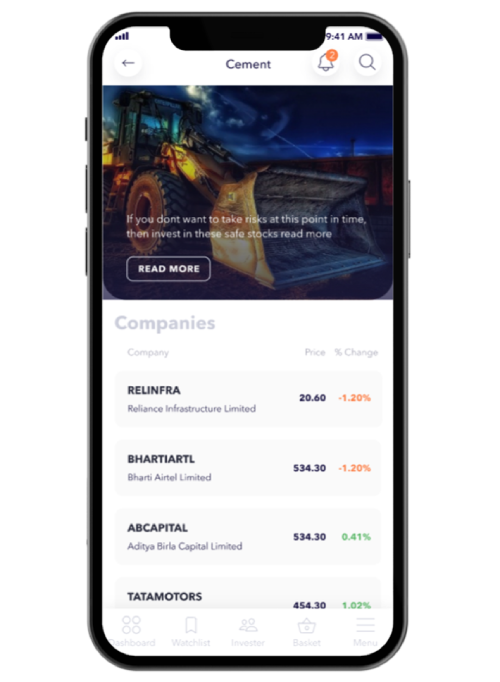 9:41 AM
Cement
2
If you dont want to take risks at this point in time,
then invest in these safe stocks read more
READ MORE
Companies
Company Price % Change
RELINFRA
Reliance Infrastructure Limited
20.60 -1.20%
BHARTIARTL
Bharti Airtel Limited
534.30 -1.20%
ABCAPITAL
Aditya Birla Capital Limited
534.30 0.41%
TATAMOTORS
454.30 1.02%
Dashboard Watchlist Investor Basket Menu